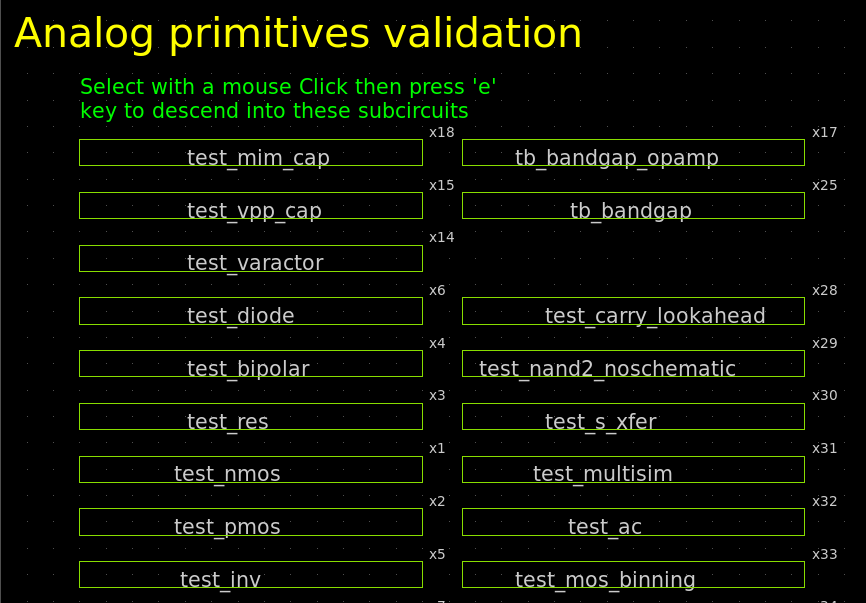 Analog primitives validation
Select with a mouse Click then press 'e'
key to descend into these subcircuits
x18
test_mim_cap
x17
tb_bandgap_opamp
x15
test_vpp_cap
x25
tb_bandgap
x14
test_varactor
x6
test_diode
x28
test_carry_lookahead
x4
test_bipolar
x29
test_nand2_noschematic
x3
test_res
x30
test_s_xfer
x1
test_nmos
x31
test_multisim
x2
test_pmos
x32
test_ac
x5
test_inv
x33
test_mos_binning